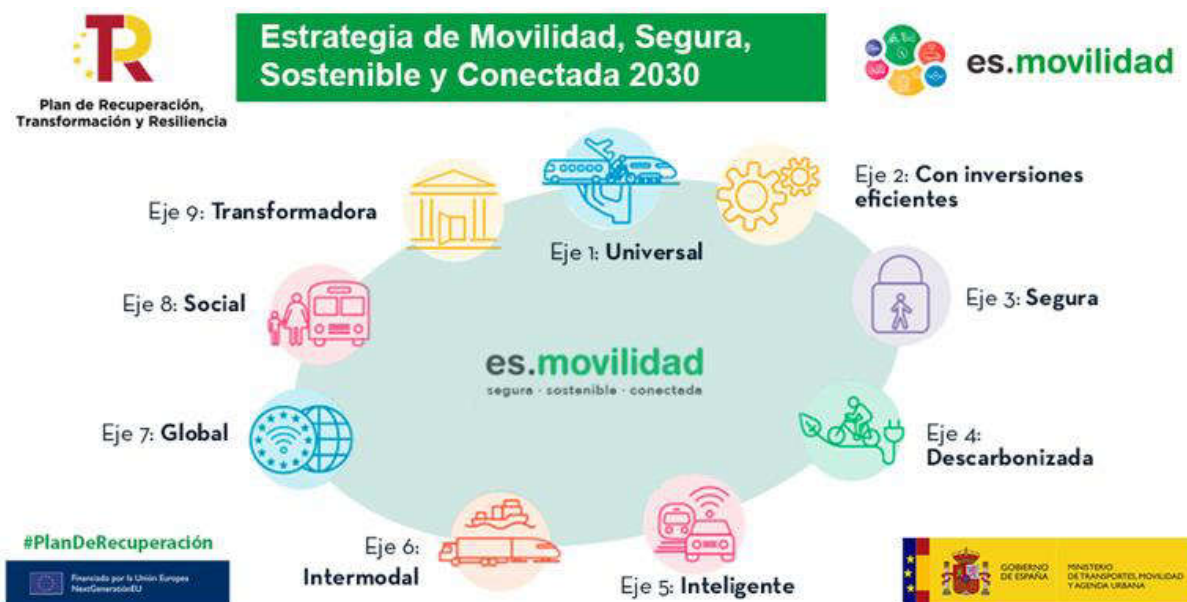 Estrategia de Movilidad, Segura,
Sostenible y Conectada 2030
Plan de Recuperación,
Transformación y Resiliencia
es.movilidad
Eje 1: Universal
Eje 2: Con inversiones
eficientes
Eje 3: Segura
Eje 4:
Descarbonizada
Eje 5: Inteligente
Eje 6:
Intermodal
Eje 7: Global
Eje 8: Social
Eje 9: Transformadora
es.movilidad
segura · sostenible · conectada
#PlanDeRecuperación
Financiado por la Unión Europea
NextGenerationEU
GOBIERNO
DE ESPAÑA
MINISTERIO
DE TRANSPORTES, MOVILIDAD
Y AGENDA URBANA